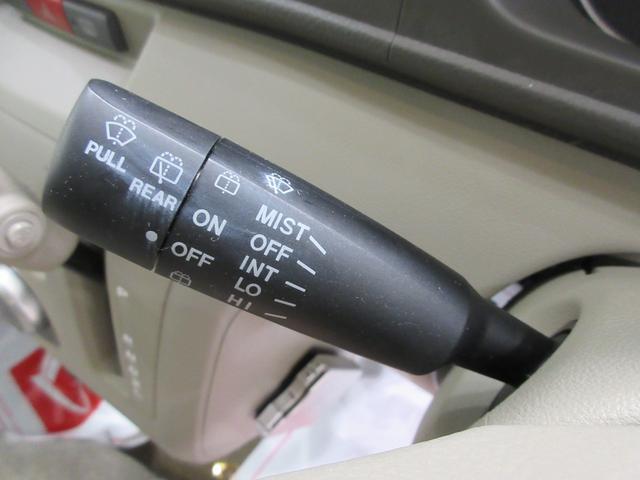 PULL
REAR
ON
OFF
MIST
OFF
INT
LO
HI